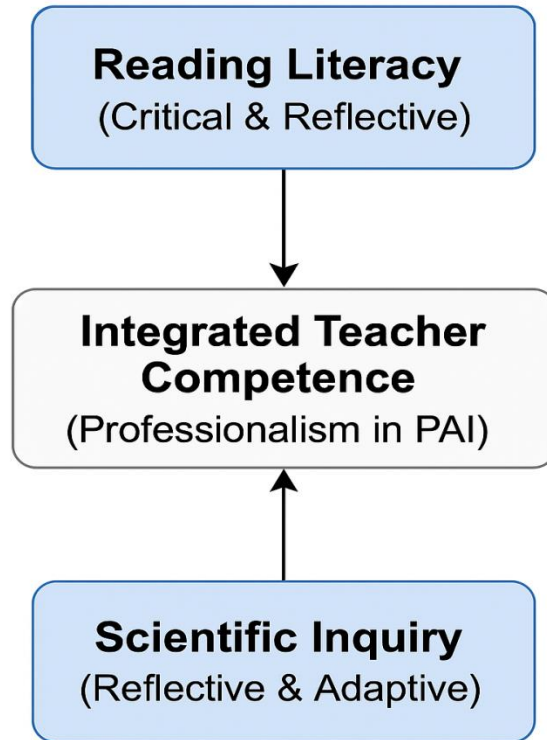 Reading Literacy
(Critical & Reflective)
Integrated Teacher
Competence
(Professionalism in PAI)
Scientific Inquiry
(Reflective & Adaptive)